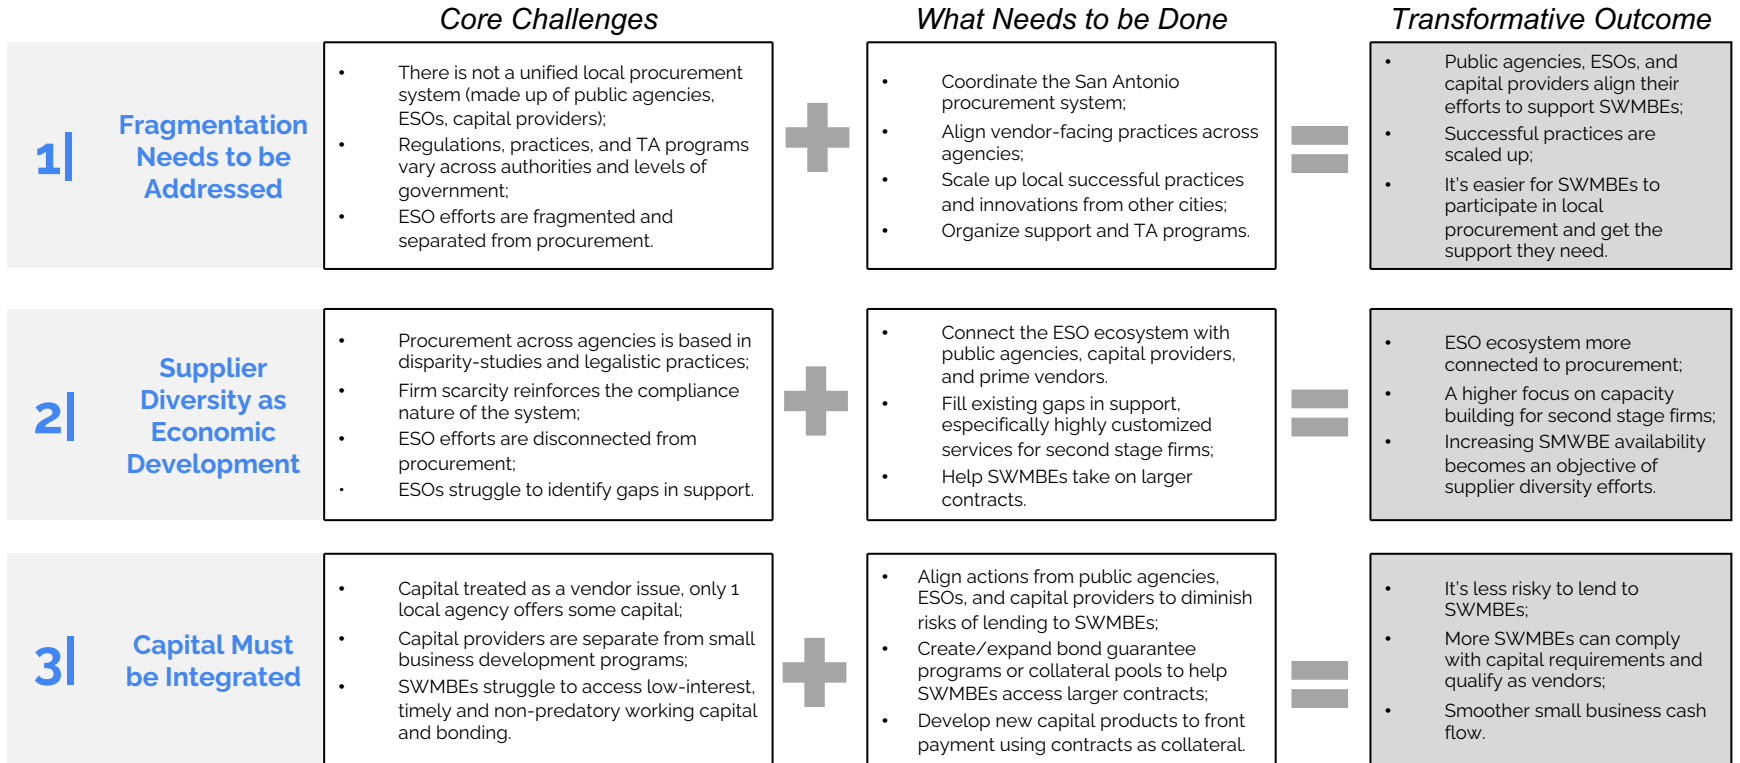 Core Challenges
What Needs to be Done
Transformative Outcome
1|
Fragmentation
Needs to be
Addressed
• There is not a unified local procurement
system (made up of public agencies,
ESOs, capital providers);
• Regulations, practices, and TA programs
vary across authorities and levels of
government;
• ESO efforts are fragmented and
separated from procurement.
• Coordinate the San Antonio
procurement system;
• Align vendor-facing practices across
agencies;
• Scale up local successful practices
and innovations from other cities;
• Organize support and TA programs.
• Public agencies, ESOs, and
capital providers align their
efforts to support SWMBEs;
• Successful practices are
scaled up;
• It's easier for SWMBEs to
participate in local
procurement and get the
support they need.
2|
Supplier
Diversity as
Economic
Development
• Procurement across agencies is based in
disparity-studies and legalistic practices;
• Firm scarcity reinforces the compliance
nature of the system;
• ESO efforts are disconnected from
procurement;
• ESOs struggle to identify gaps in support.
• Connect the ESO ecosystem with
public agencies, capital providers,
and prime vendors.
• Fill existing gaps in support,
especifically highly customized
services for second stage firms;
• Help SWMBEs take on larger
contracts.
• ESO ecosystem more
connected to procurement;
• A higher focus on capacity
building for second stage firms;
• Increasing SMWBE availability
becomes an objective of
supplier diversity efforts.
3|
Capital Must
be Integrated
• Capital treated as a vendor issue, only 1
local agency offers some capital;
• Capital providers are separate from small
business development programs;
• SWMBEs struggle to access low-interest,
timely and non-predatory working capital
and bonding.
• Align actions from public agencies,
ESOs, and capital providers to diminish
risks of lending to SWMBEs;
• Create/expand bond guarantee
programs or collateral pools to help
SWMBEs access larger contracts;
• Develop new capital products to front
payment using contracts as collateral.
• It's less risky to lend to
SWMBEs;
• More SWMBEs can comply
with capital requirements and
qualify as vendors;
• Smoother small business cash
flow.